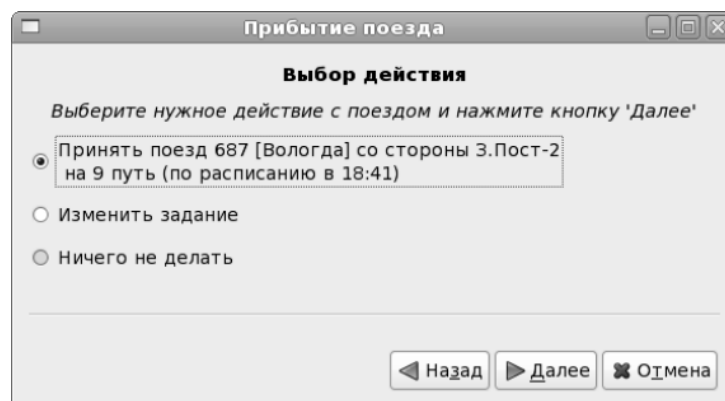 Прибытие поезда
Выбор действия
Выберите нужное действие с поездом и нажмите кнопку 'Далее'
Принять поезд 687 [Вологда] со стороны З.Пост-2
на 9 путь (по расписанию в 18:41)
Изменить задание
Ничего не делать
Назад Далее Отмена